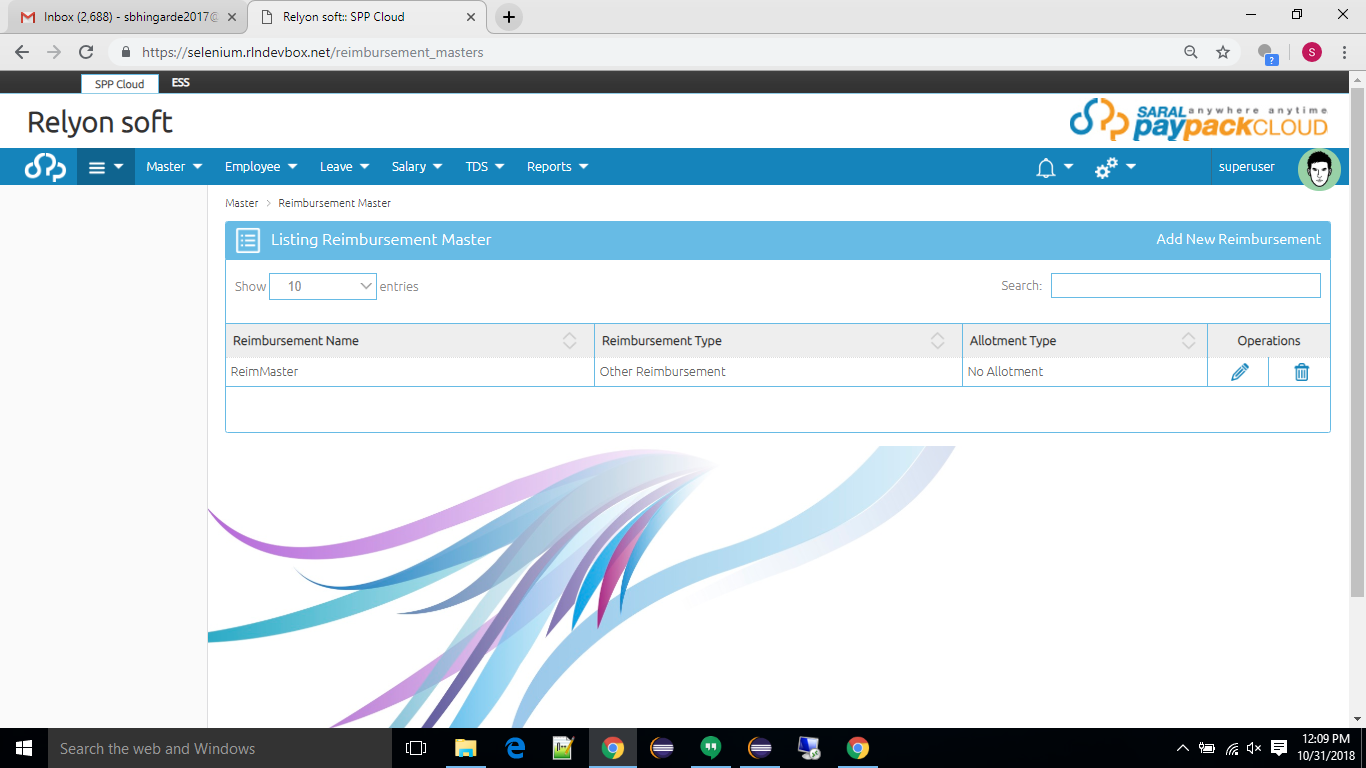 Inbox (2,688) - sbhingarde2017@
Relyon soft:: SPP Cloud
https://selenium.rlndevbox.net/reimbursement_masters
S
?
SPP Cloud ESS
Relyon soft
SARAL anywhere anytime
paypackCLOUD
Master Employee Leave Salary TDS Reports superuser
Master > Reimbursement Master
Listing Reimbursement Master Add New Reimbursement
Show 10 entries Search:
Reimbursement Name Reimbursement Type Allotment Type Operations
ReimMaster Other Reimbursement No Allotment
Search the web and Windows
12:09 PM
10/31/2018